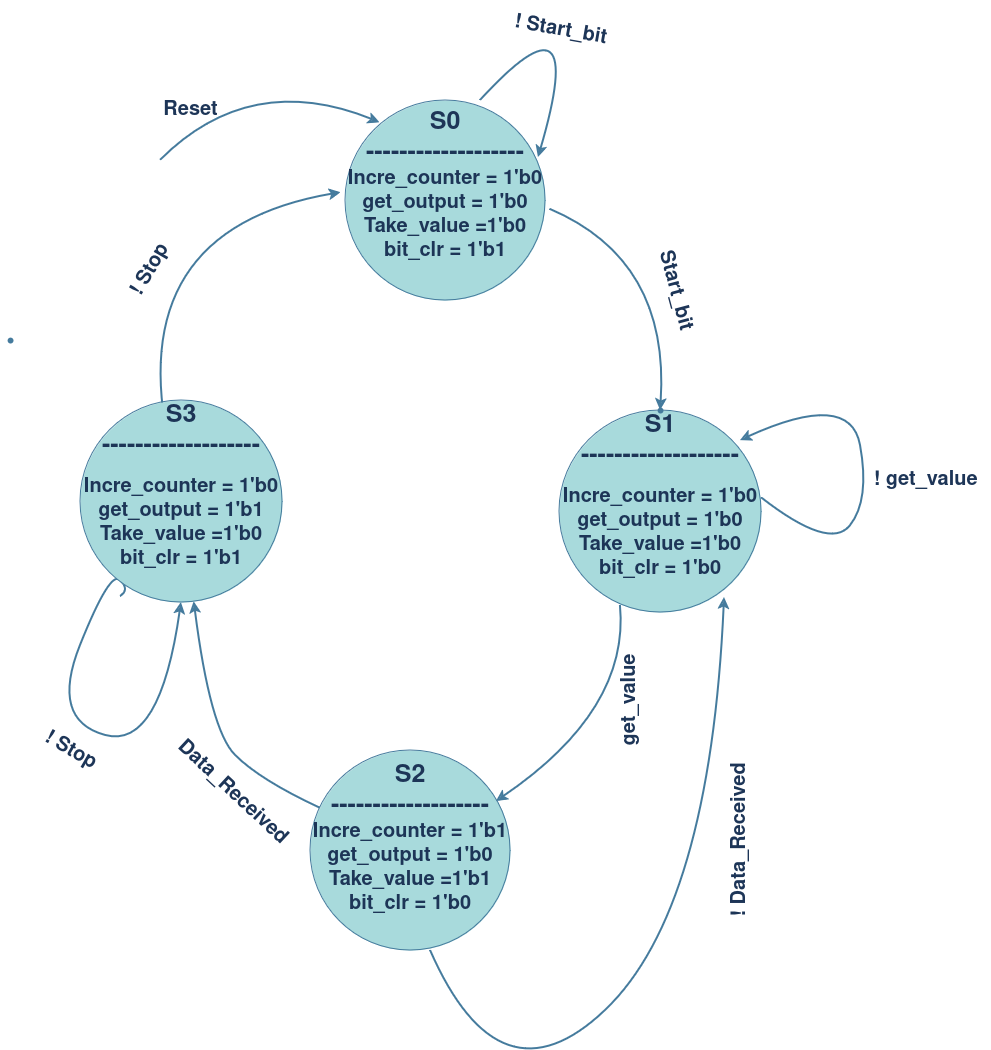 ! Start_bit
Reset
S0
-------------------
Incre_counter = 1'b0
get_output = 1'b0
Take_value =1'b0
bit_clr = 1'b1
! Stop
Start_bit
S3
-------------------
Incre_counter = 1'b0
get_output = 1'b1
Take_value =1'b0
bit_clr = 1'b1
S1
-------------------
Incre_counter = 1'b0
get_output = 1'b0
Take_value =1'b0
bit_clr = 1'b0
! get_value
get_value
! Stop
Data_Received
S2
-------------------
Incre_counter = 1'b1
get_output = 1'b0
Take_value =1'b1
bit_clr = 1'b0
! Data_Received